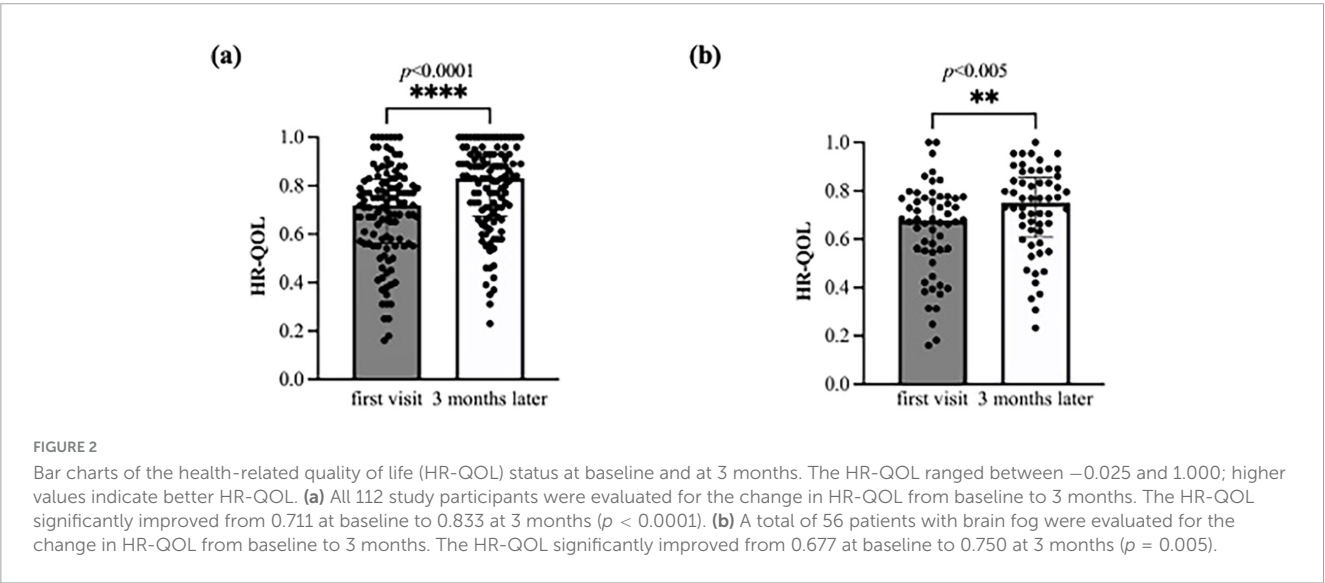 (a)
p<0.0001
****
HR-QOL
1.0
0.8
0.6
0.4
0.2
0.0
first visit 3 months later
(b)
p<0.005
**
HR-QOL
1.0
0.8
0.6
0.4
0.2
0.0
first visit 3 months later
FIGURE 2
Bar charts of the health-related quality of life (HR-QOL) status at baseline and at 3 months. The HR-QOL ranged between −0.025 and 1.000; higher
values indicate better HR-QOL. (a) All 112 study participants were evaluated for the change in HR-QOL from baseline to 3 months. The HR-QOL
significantly improved from 0.711 at baseline to 0.833 at 3 months (p < 0.0001). (b) A total of 56 patients with brain fog were evaluated for the
change in HR-QOL from baseline to 3 months. The HR-QOL significantly improved from 0.677 at baseline to 0.750 at 3 months (p = 0.005).